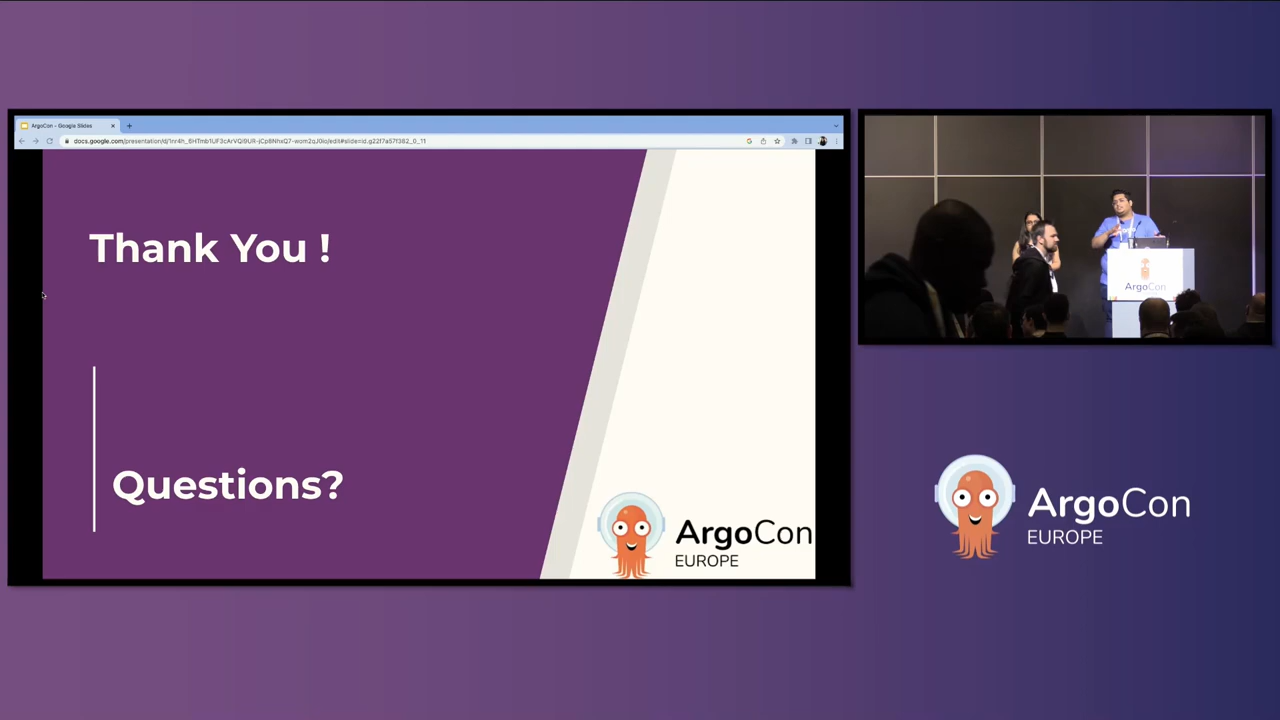 ArgoCon - Google Slides
Thank You !
Questions?
ArgoCon
EUROPE
ArgoCon
ArgoCon
EUROPE